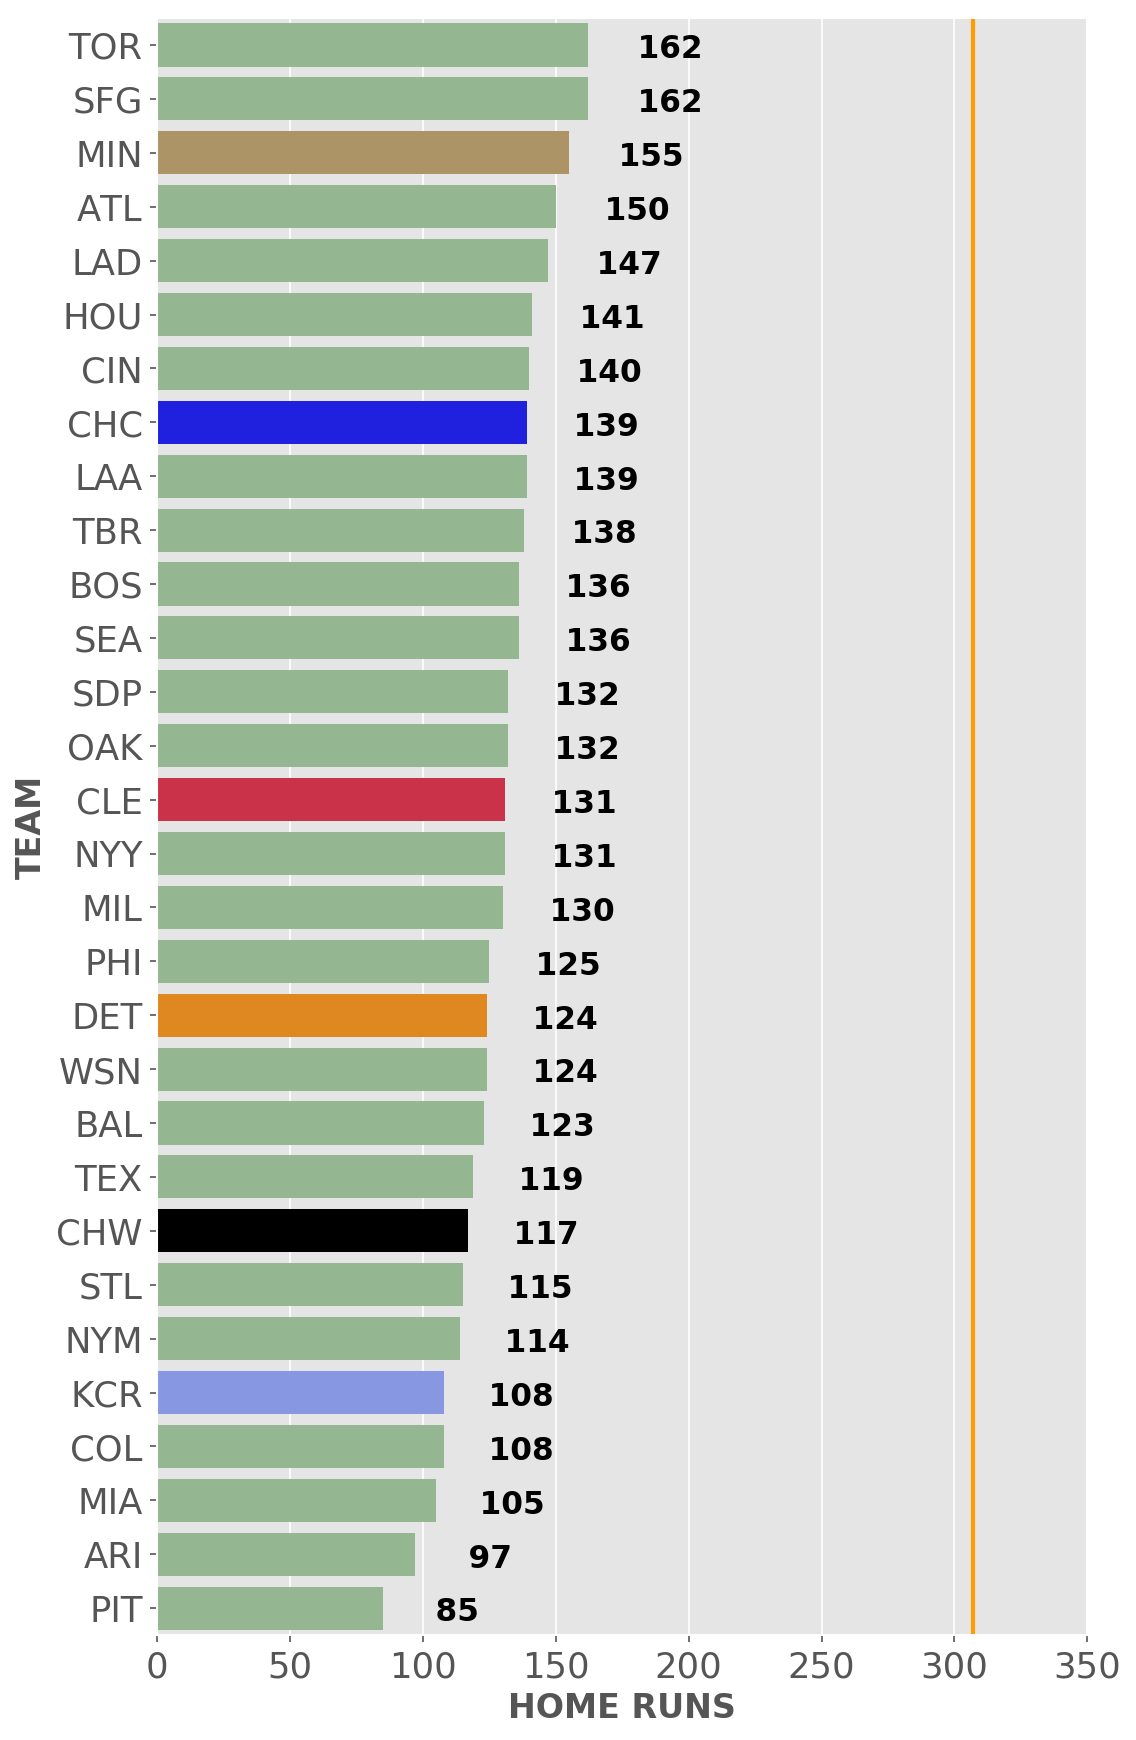 TOR 162
SFG 162
MIN 155
ATL 150
LAD 147
HOU 141
CIN 140
CHC 139
LAA 139
TBR 138
BOS 136
SEA 136
SDP 132
OAK 132
CLE 131
NYY 131
MIL 130
PHI 125
DET 124
WSN 124
BAL 123
TEX 119
CHW 117
STL 115
NYM 114
KCR 108
COL 108
MIA 105
ARI 97
PIT 85
TEAM
0 50 100 150 200 250 300 350
HOME RUNS